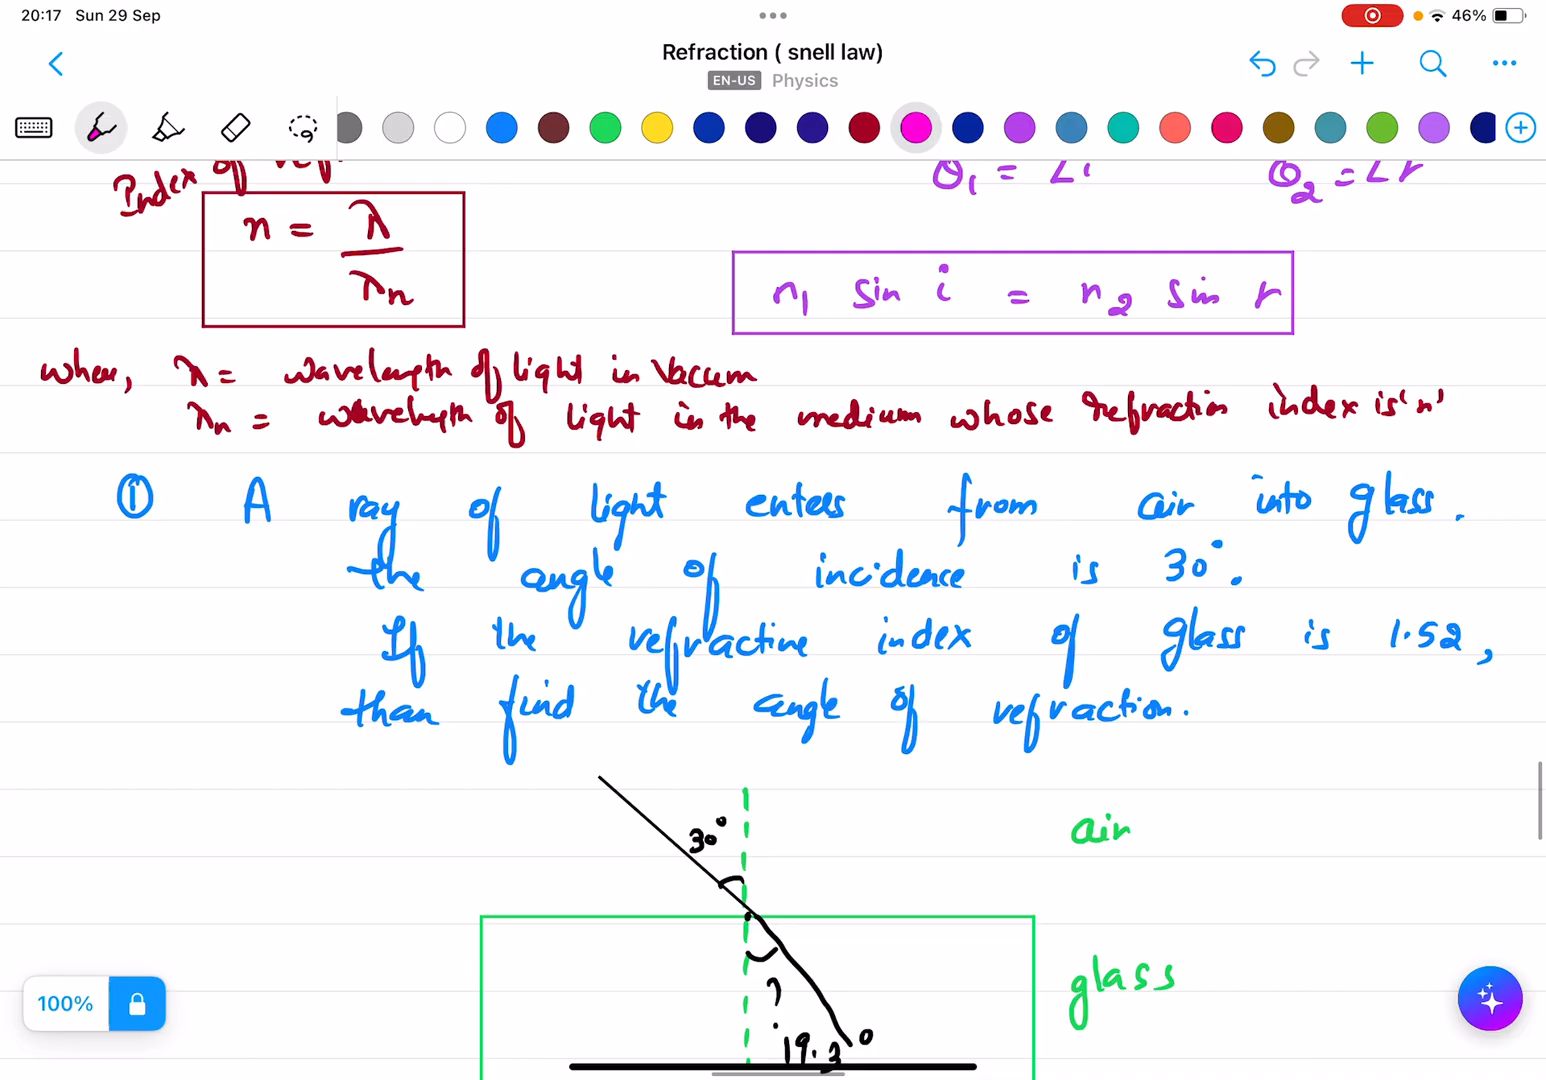 20:17 Sun 29 Sep
46%
Refraction ( snell law)
EN-US Physics
Index of
n = λ / λn
θ1 = ∠i θ2 = ∠r
n1 sin i = n2 sin r
when, λ = wavelength of light in vaccum
λn = wavelength of light in the medium whose refraction index is 'n'
① A ray of light enters from air into glass.
the angle of incidence is 30°.
If the refractive index of glass is 1.52,
than find the angle of refraction.
30°
air
glass
?
19.3°
100%